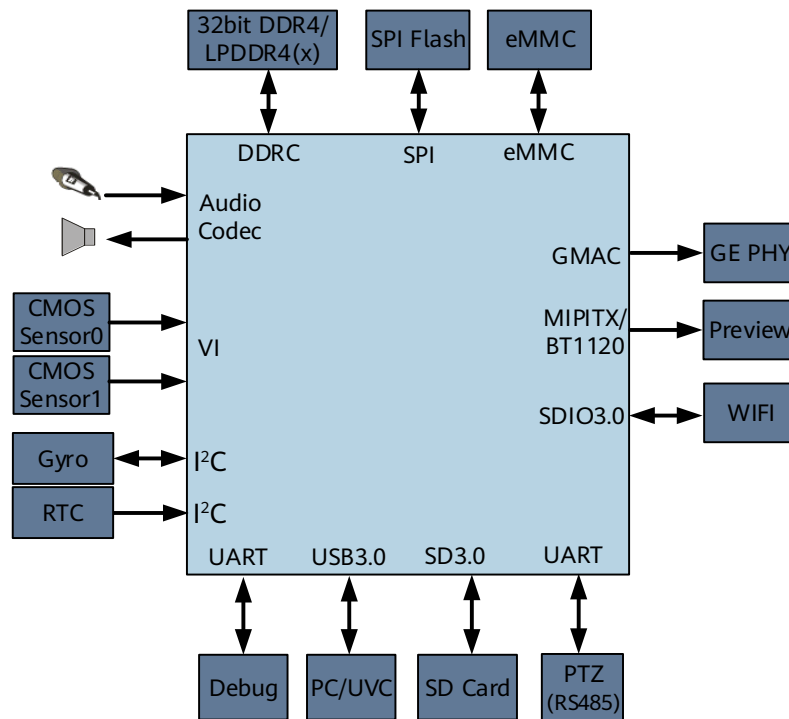 32bit DDR4/
LPDDR4(x)
SPI Flash
eMMC
DDRC
SPI
eMMC
Audio
Codec
GMAC
GE PHY
CMOS
Sensor0
VI
MIPITX/
BT1120
Preview
CMOS
Sensor1
SDIO3.0
WIFI
Gyro
I²C
RTC
I²C
UART
USB3.0
SD3.0
UART
Debug
PC/UVC
SD Card
PTZ
(RS485)